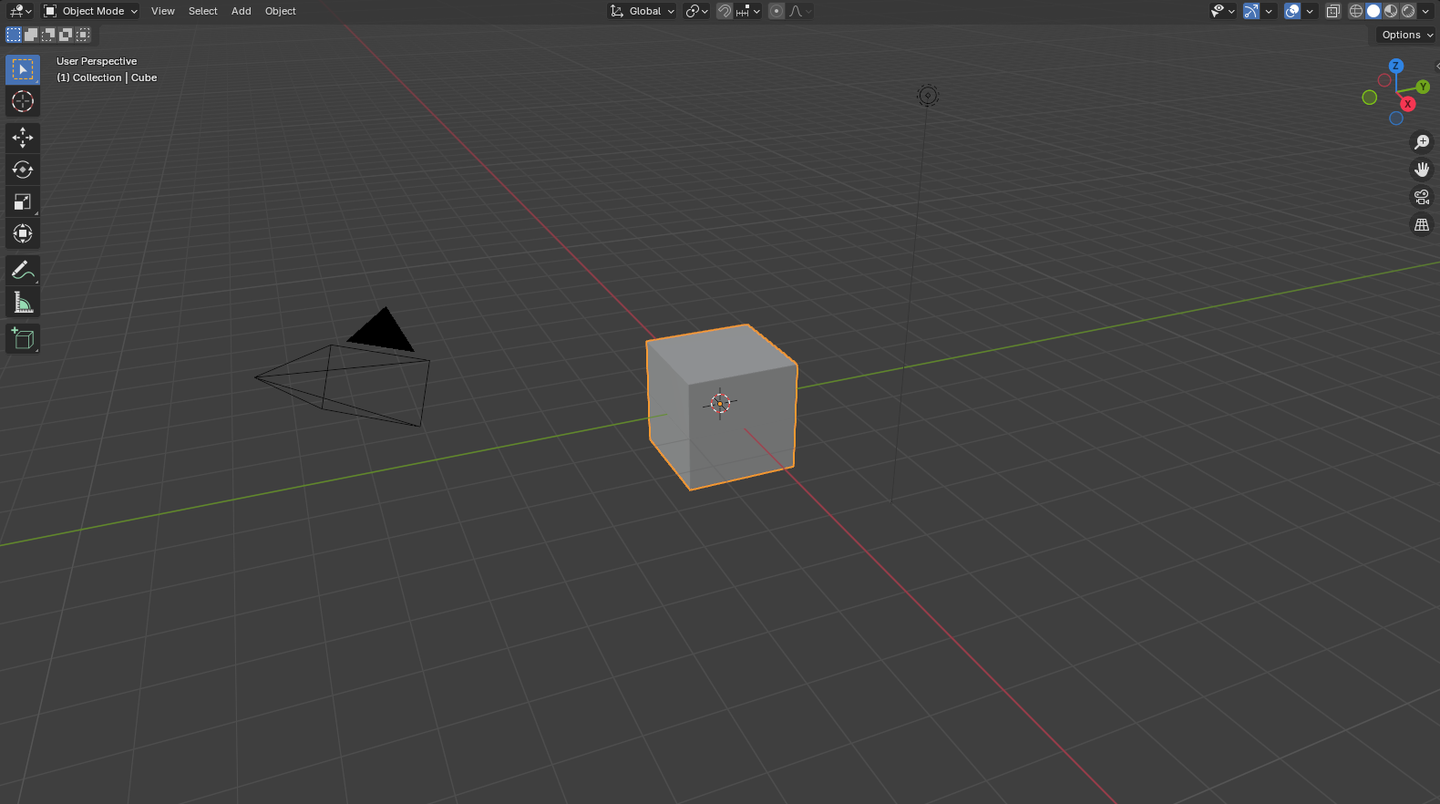 Object Mode View Select Add Object Global
Options
User Perspective
(1) Collection | Cube
Z
Y
X